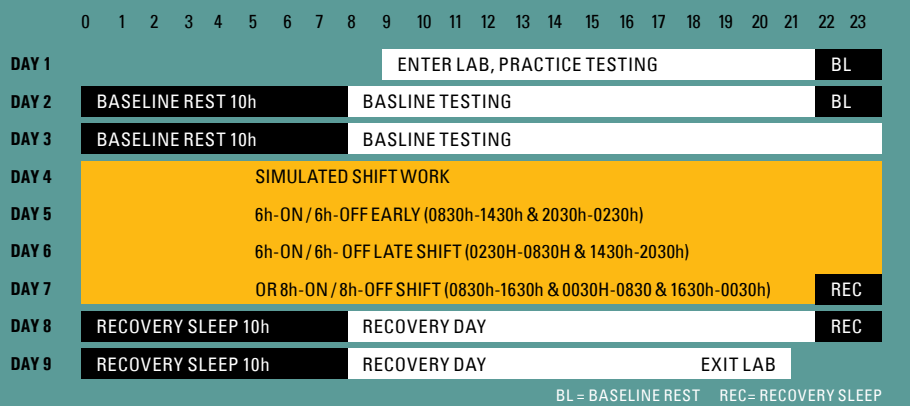 0 1 2 3 4 5 6 7 8 9 10 11 12 13 14 15 16 17 18 19 20 21 22 23
DAY 1 ENTER LAB, PRACTICE TESTING BL
DAY 2 BASELINE REST 10h BASLINE TESTING BL
DAY 3 BASELINE REST 10h BASLINE TESTING
DAY 4 SIMULATED SHIFT WORK
DAY 5 6h-ON / 6h-OFF EARLY (0830h-1430h & 2030h-0230h)
DAY 6 6h-ON / 6h- OFF LATE SHIFT (0230H-0830H & 1430h-2030h)
DAY 7 OR 8h-ON / 8h-OFF SHIFT (0830h-1630h & 0030H-0830 & 1630h-0030h) REC
DAY 8 RECOVERY SLEEP 10h RECOVERY DAY REC
DAY 9 RECOVERY SLEEP 10h RECOVERY DAY EXIT LAB
BL = BASELINE REST REC= RECOVERY SLEEP